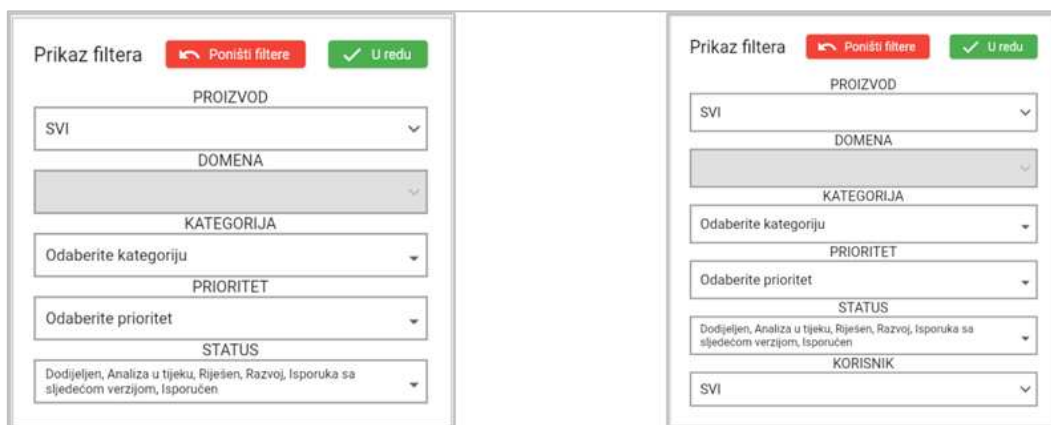 Prikaz filtera
Poništi filtere
U redu
PROIZVOD
SVI
DOMENA
KATEGORIJA
Odaberite kategoriju
PRIORITET
Odaberite prioritet
STATUS
Dodijeljen, Analiza u tijeku, Riješen, Razvoj, Isporuka sa
sljedećom verzijom, Isporučen
Prikaz filtera
Poništi filtere
U redu
PROIZVOD
SVI
DOMENA
KATEGORIJA
Odaberite kategoriju
PRIORITET
Odaberite prioritet
STATUS
Dodijeljen, Analiza u tijeku, Riješen, Razvoj, Isporuka sa
sljedećom verzijom, Isporučen
KORISNIK
SVI